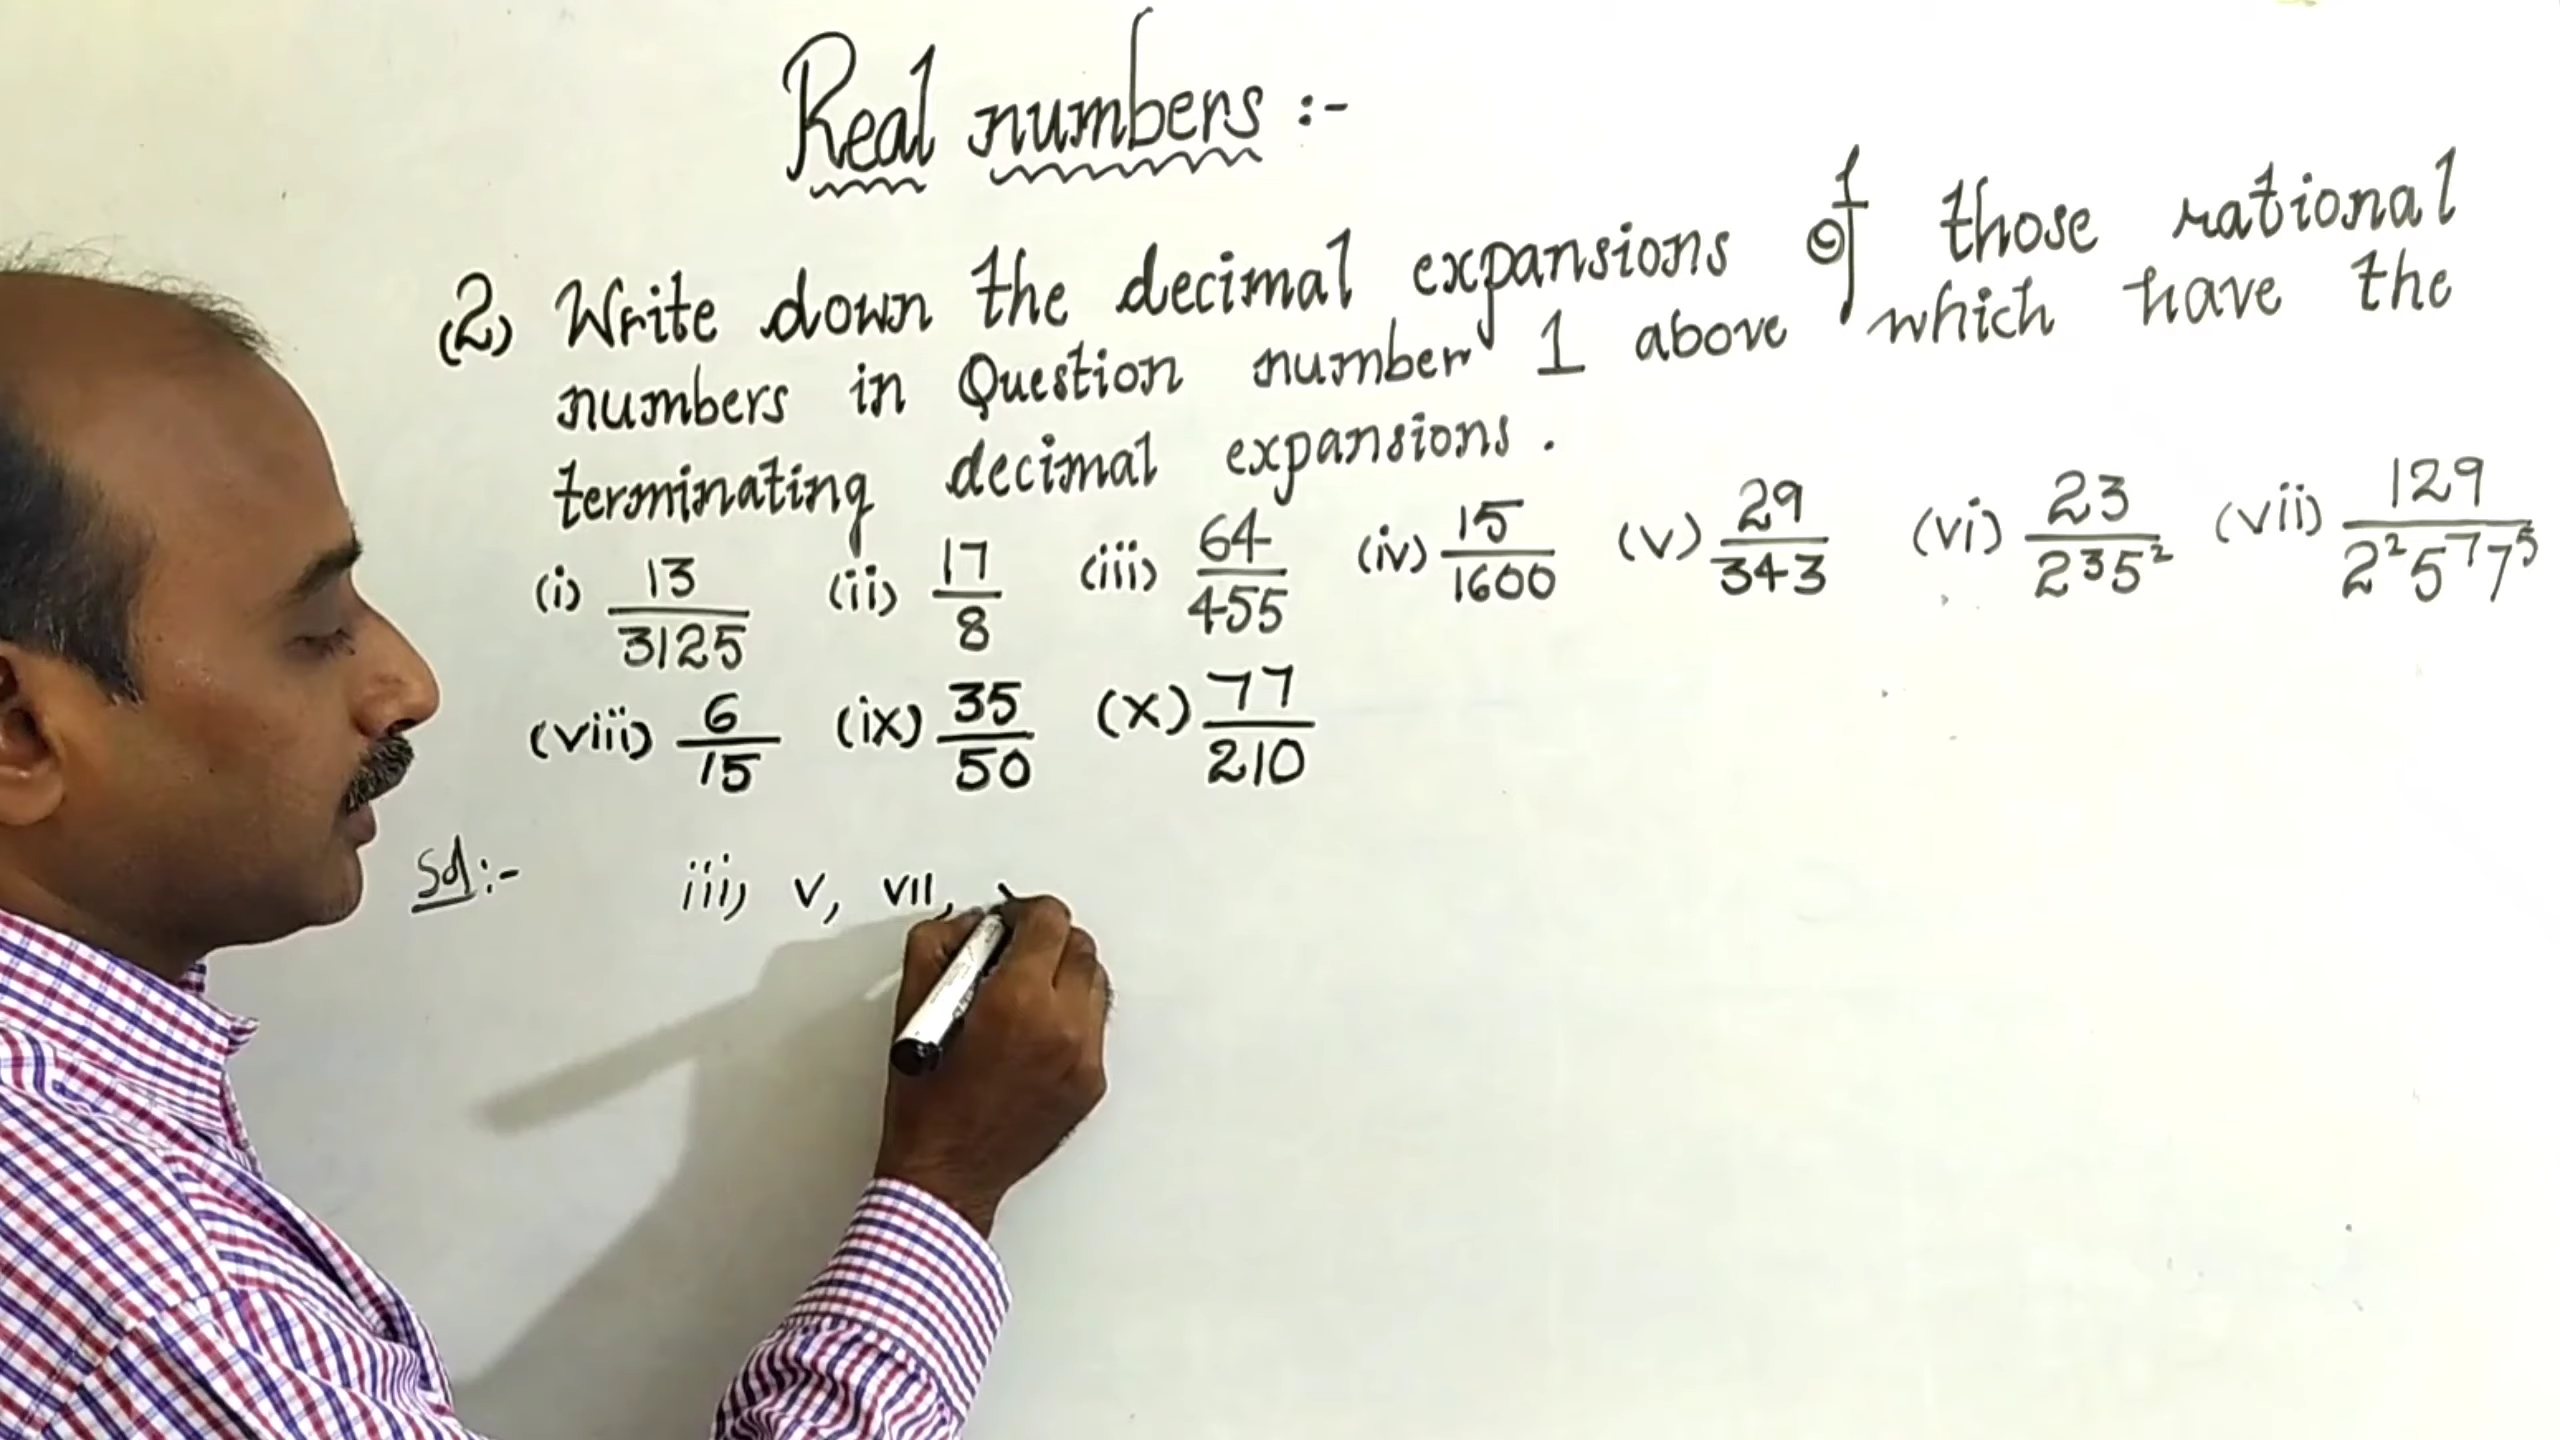 Real numbers :-
(2) Write down the decimal expansions of those rational
numbers in Question number 1 above which have the
terminating decimal expansions.
(i) 13/3125 (ii) 17/8 (iii) 64/455 (iv) 15/1600 (v) 29/343 (vi) 23/2³5² (vii) 129/2²5⁷7⁵
(viii) 6/15 (ix) 35/50 (x) 77/210
Sol:- iii, v, vii,